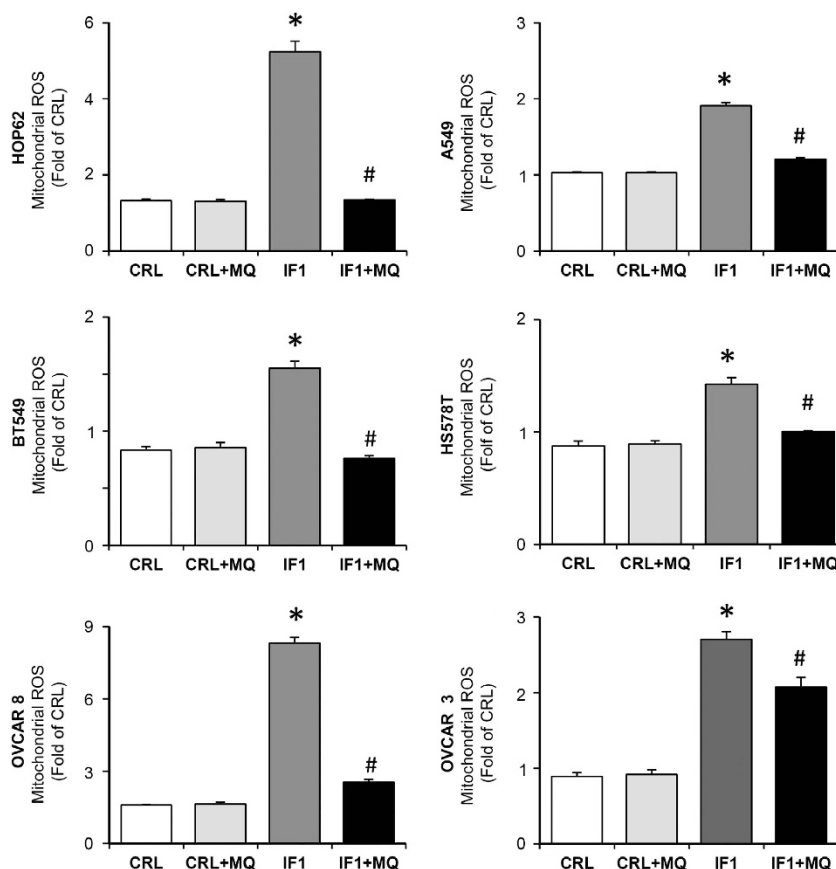 HOP62
Mitochondrial ROS
(Fold of CRL)
6
4
2
0
*
#
CRL CRL+MQ IF1 IF1+MQ
A549
Mitochondrial ROS
(Fold of CRL)
3
2
1
0
*
#
CRL CRL+MQ IF1 IF1+MQ
BT549
Mitochondrial ROS
(Fold of CRL)
2
1
0
*
#
CRL CRL+MQ IF1 IF1+MQ
HS578T
Mitochondrial ROS
(Folf of CRL)
2
1
0
*
#
CRL CRL+MQ IF1 IF1+MQ
OVCAR 8
Mitochondrial ROS
(Fold of CRL)
9
6
3
0
*
#
CRL CRL+MQ IF1 IF1+MQ
OVCAR 3
Mitochondrial ROS
(Fold of CRL)
3
2
1
0
*
#
CRL CRL+MQ IF1 IF1+MQ